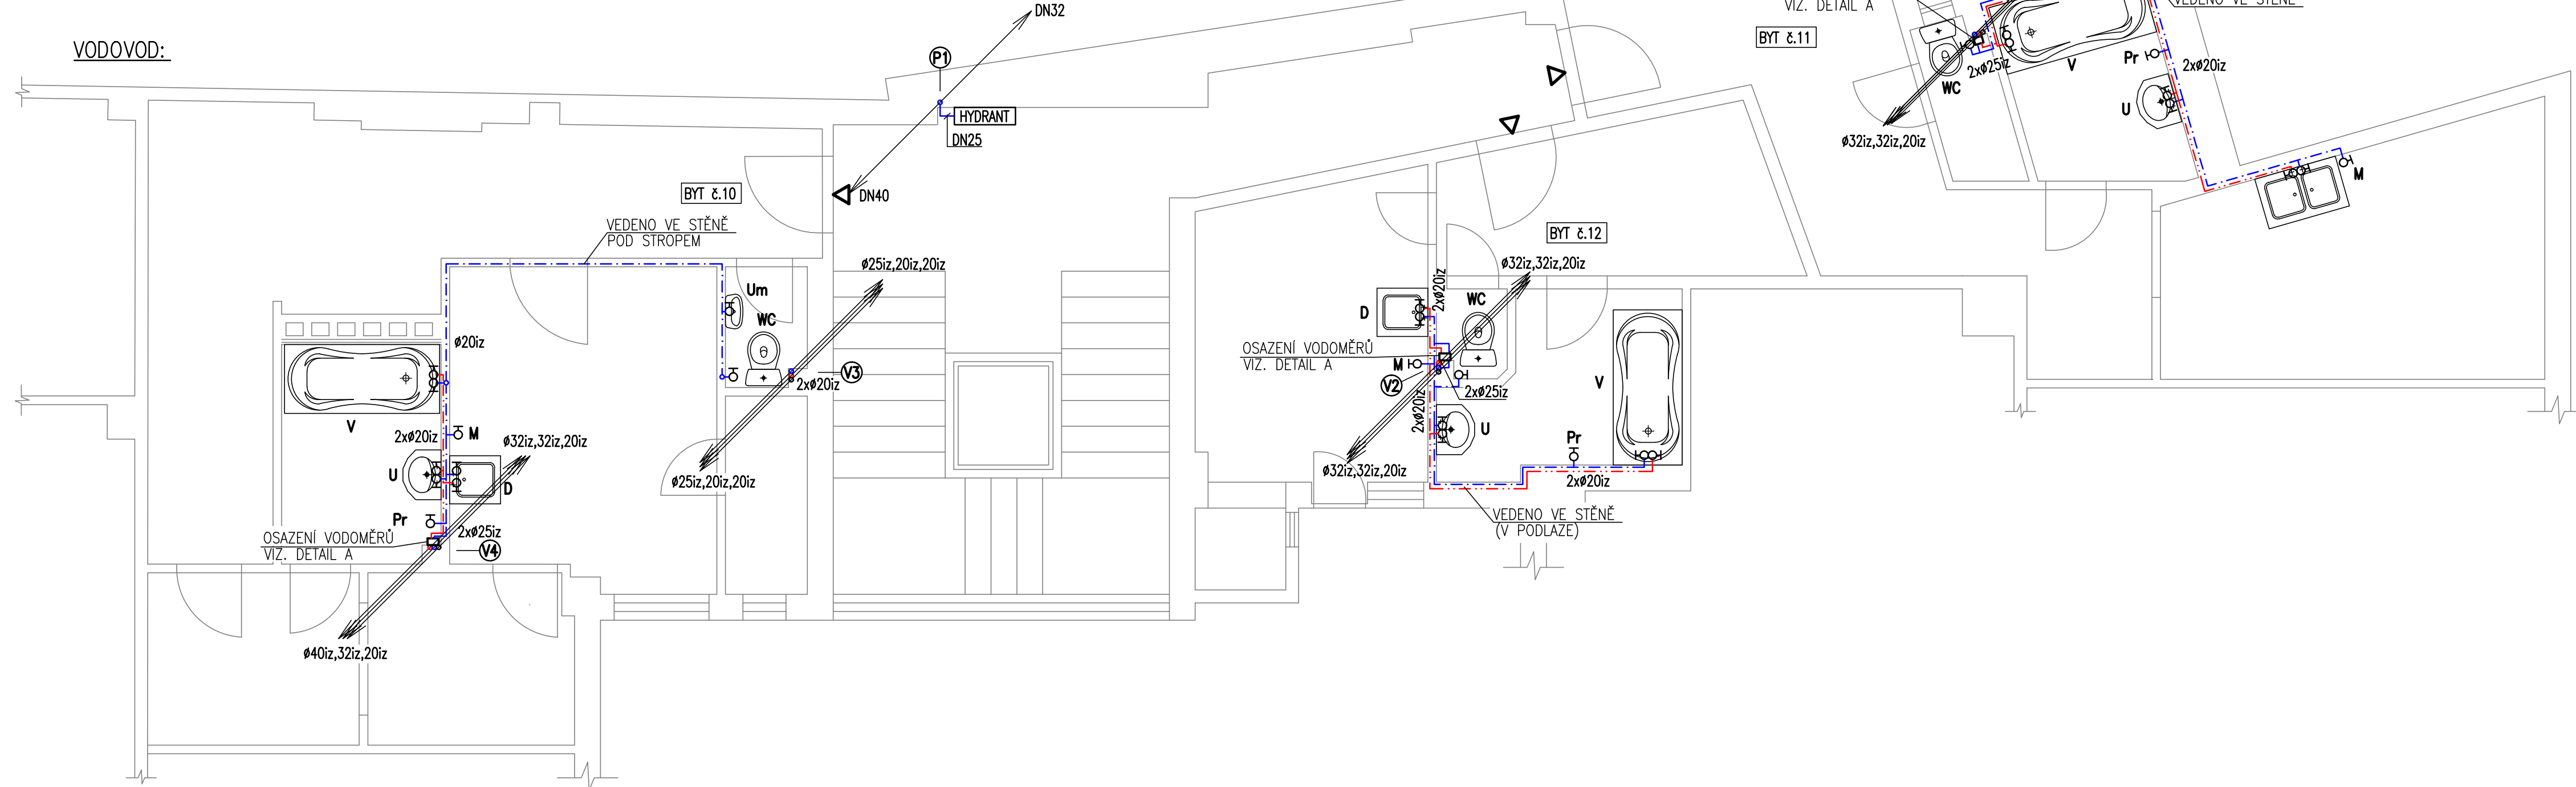 VODOVOD:
P1
DN32
HYDRANT
DN25
DN40
BYT č.10
VEDENO VE STĚNĚ
POD STROPEM
ø25iz,20iz,20iz
Um
WC
2xø20iz
V3
ø20iz
V
2xø20iz
M
ø32iz,32iz,20iz
U
D
Pr
2xø25iz
OSAZENÍ VODOMĚRŮ
VIZ. DETAIL A
V4
ø40iz,32iz,20iz
ø25iz,20iz,20iz
BYT č.12
ø32iz,32iz,20iz
2xø20iz
WC
D
OSAZENÍ VODOMĚRŮ
VIZ. DETAIL A
M
V2
2xø25iz
2xø20iz
U
V
Pr
2xø20iz
ø32iz,32iz,20iz
VEDENO VE STĚNĚ
(V PODLAZE)
VIZ. DETAIL A
BYT č.11
VEDENO VE STĚNĚ
WC
2xø25iz
V
Pr
2xø20iz
U
ø32iz,32iz,20iz
M